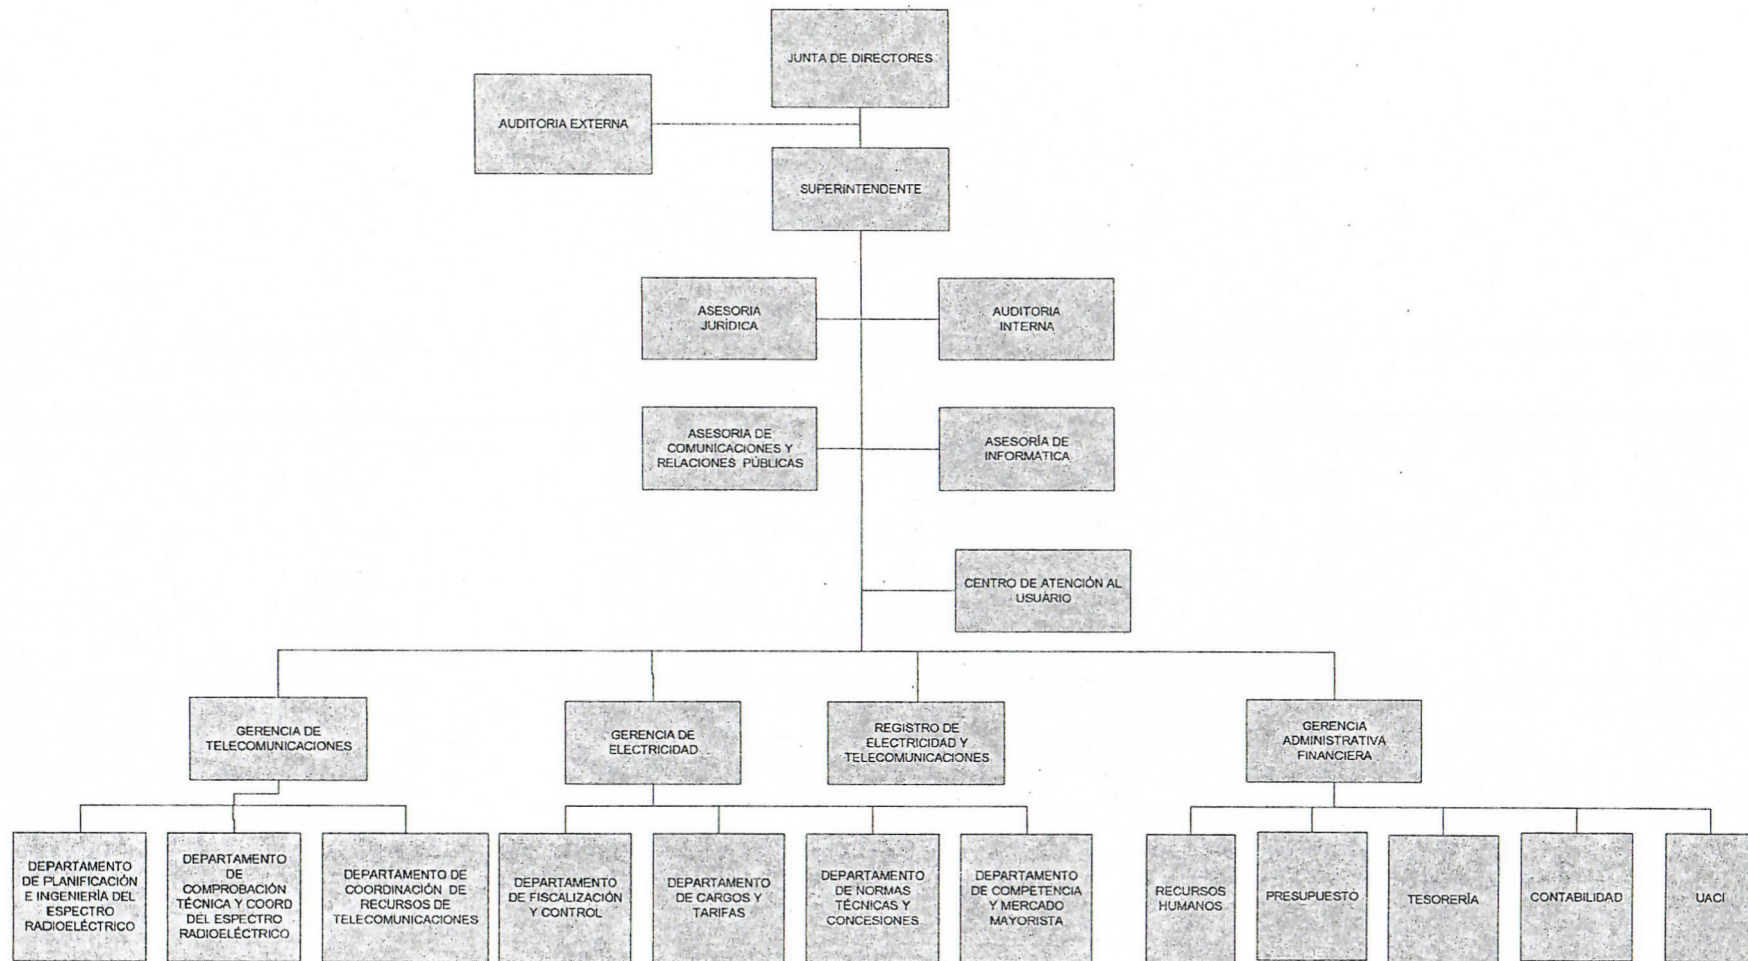 JUNTA DE DIRECTORES
AUDITORIA EXTERNA
SUPERINTENDENTE
ASESORIA
JURÍDICA
AUDITORIA
INTERNA
ASESORIA DE
COMUNICACIONES Y
RELACIONES PÚBLICAS
ASESORÍA DE
INFORMATICA
CENTRO DE ATENCIÓN AL
USUARIO
GERENCIA DE
TELECOMUNICACIONES
GERENCIA DE
ELECTRICIDAD
REGISTRO DE
ELECTRICIDAD Y
TELECOMUNICACIONES
GERENCIA
ADMINISTRATIVA
FINANCIERA
DEPARTAMENTO
DE PLANIFICACIÓN
E INGENIERÍA DEL
ESPECTRO
RADIOELÉCTRICO
DEPARTAMENTO
DE
COMPROBACIÓN
TÉCNICA Y COORD
DEL ESPECTRO
RADIOELÉCTRICO
DEPARTAMENTO DE
COORDINACIÓN DE
RECURSOS DE
TELECOMUNICACIONES
DEPARTAMENTO
DE FISCALIZACIÓN
Y CONTROL
DEPARTAMENTO
DE CARGOS Y
TARIFAS
DEPARTAMENTO
DE NORMAS
TÉCNICAS Y
CONCESIONES
DEPARTAMENTO
DE COMPETENCIA
Y MERCADO
MAYORISTA
RECURSOS
HUMANOS
PRESUPUESTO
TESORERÍA
CONTABILIDAD
UACI